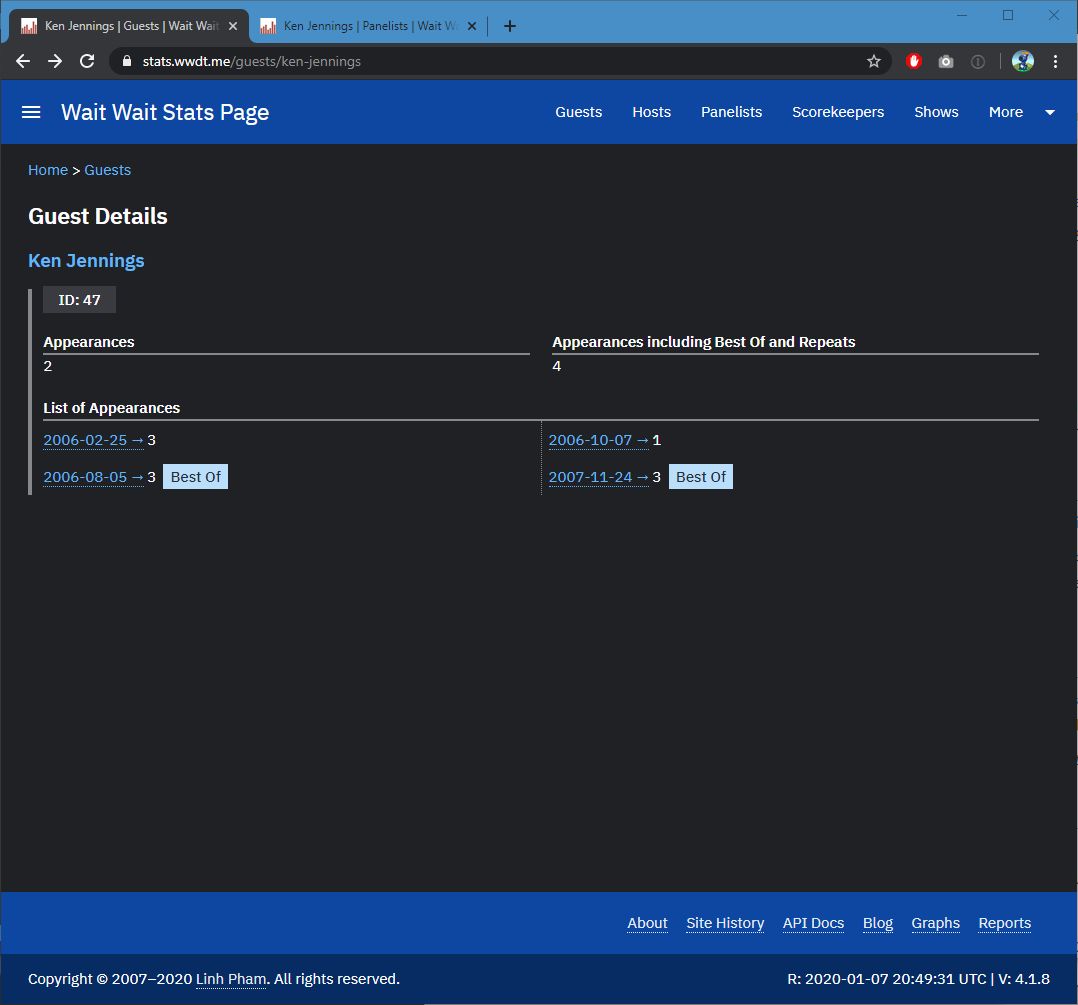 Ken Jennings | Guests | Wait Wait
Ken Jennings | Panelists | Wait W
stats.wwdt.me/guests/ken-jennings
Wait Wait Stats Page
Guests Hosts Panelists Scorekeepers Shows More
Home > Guests
Guest Details
Ken Jennings
ID: 47
Appearances
2
Appearances including Best Of and Repeats
4
List of Appearances
2006-02-25 → 3
2006-10-07 → 1
2006-08-05 → 3 Best Of
2007-11-24 → 3 Best Of
About Site History API Docs Blog Graphs Reports
Copyright © 2007–2020 Linh Pham. All rights reserved.
R: 2020-01-07 20:49:31 UTC | V: 4.1.8